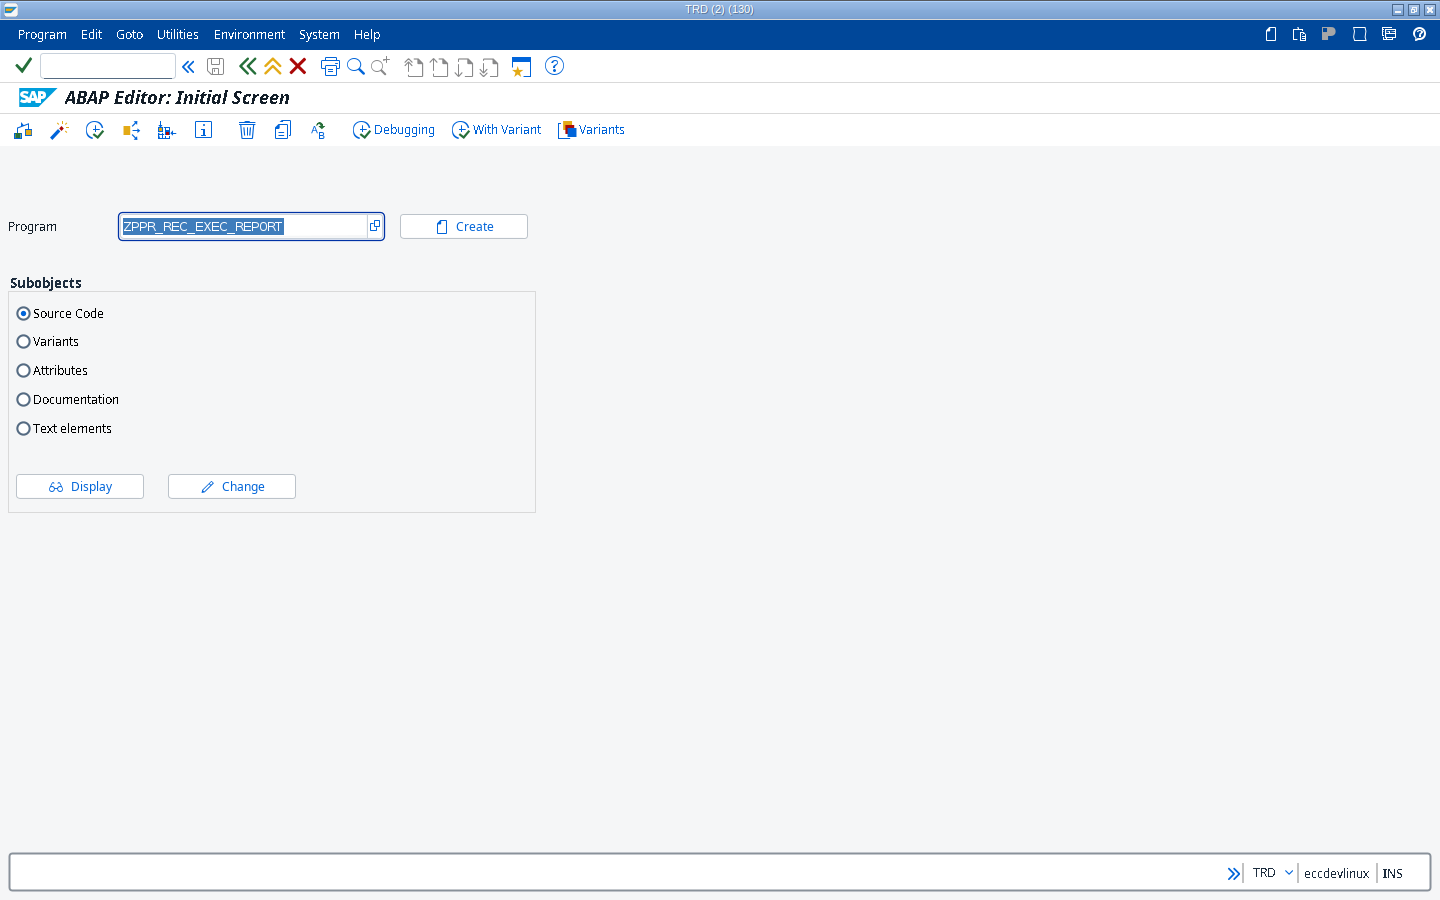 TRD (2) (130)
Program Edit Goto Utilities Environment System Help
SAP ABAP Editor: Initial Screen
Debugging With Variant Variants
Program ZPPR_REC_EXEC_REPORT Create
Subobjects
Source Code
Variants
Attributes
Documentation
Text elements
Display Change
TRD eccdevlinux INS